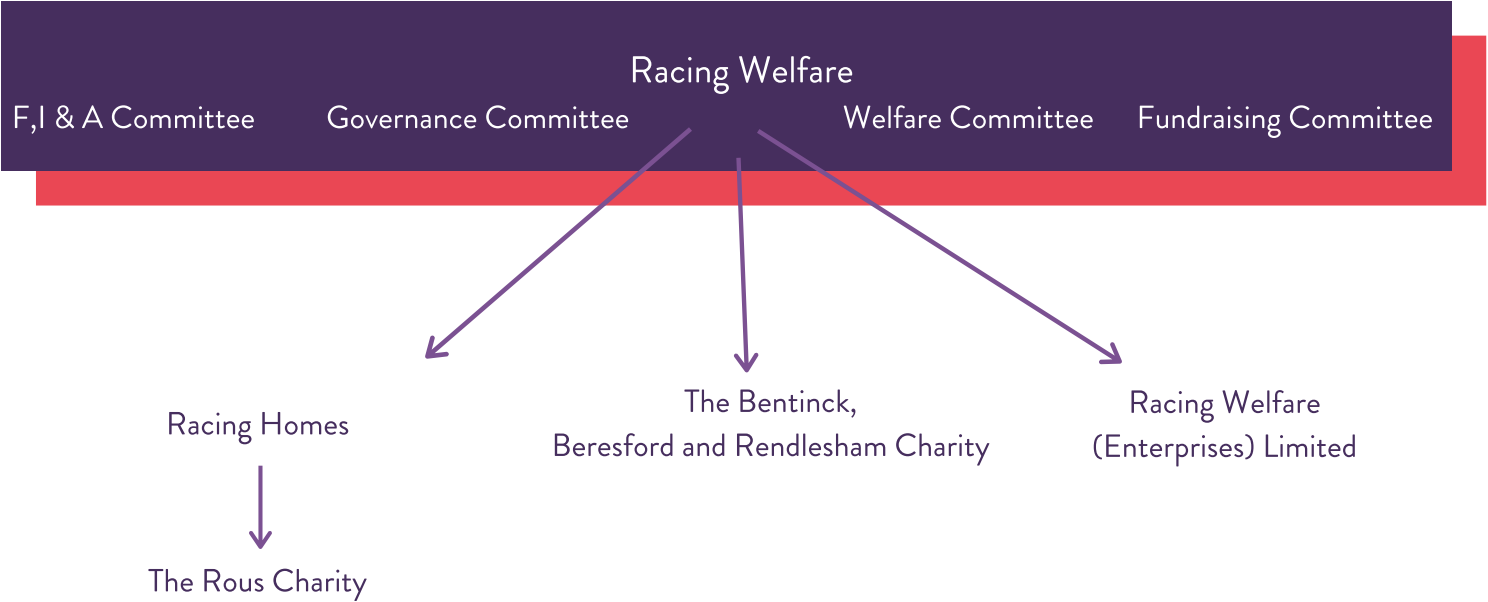 Racing Welfare
F,I & A Committee
Governance Committee
Welfare Committee
Fundraising Committee
Racing Homes
The Rous Charity
The Bentinck,
Beresford and Rendlesham Charity
Racing Welfare
(Enterprises) Limited